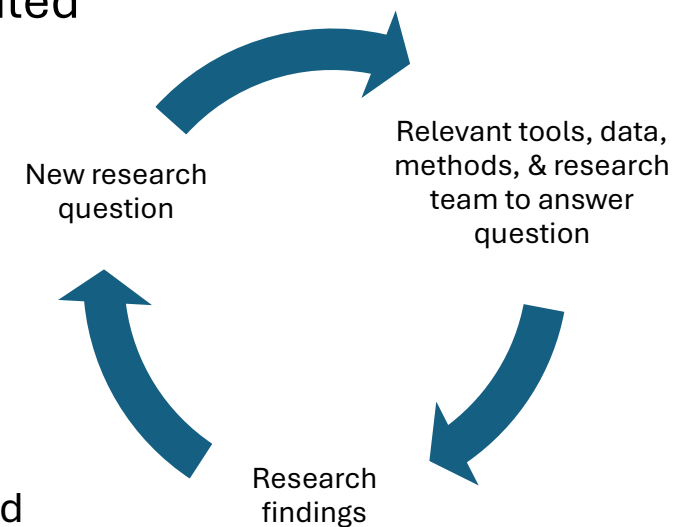 Relevant tools, data,
methods, & research
team to answer
question
New research
question
Research
findings